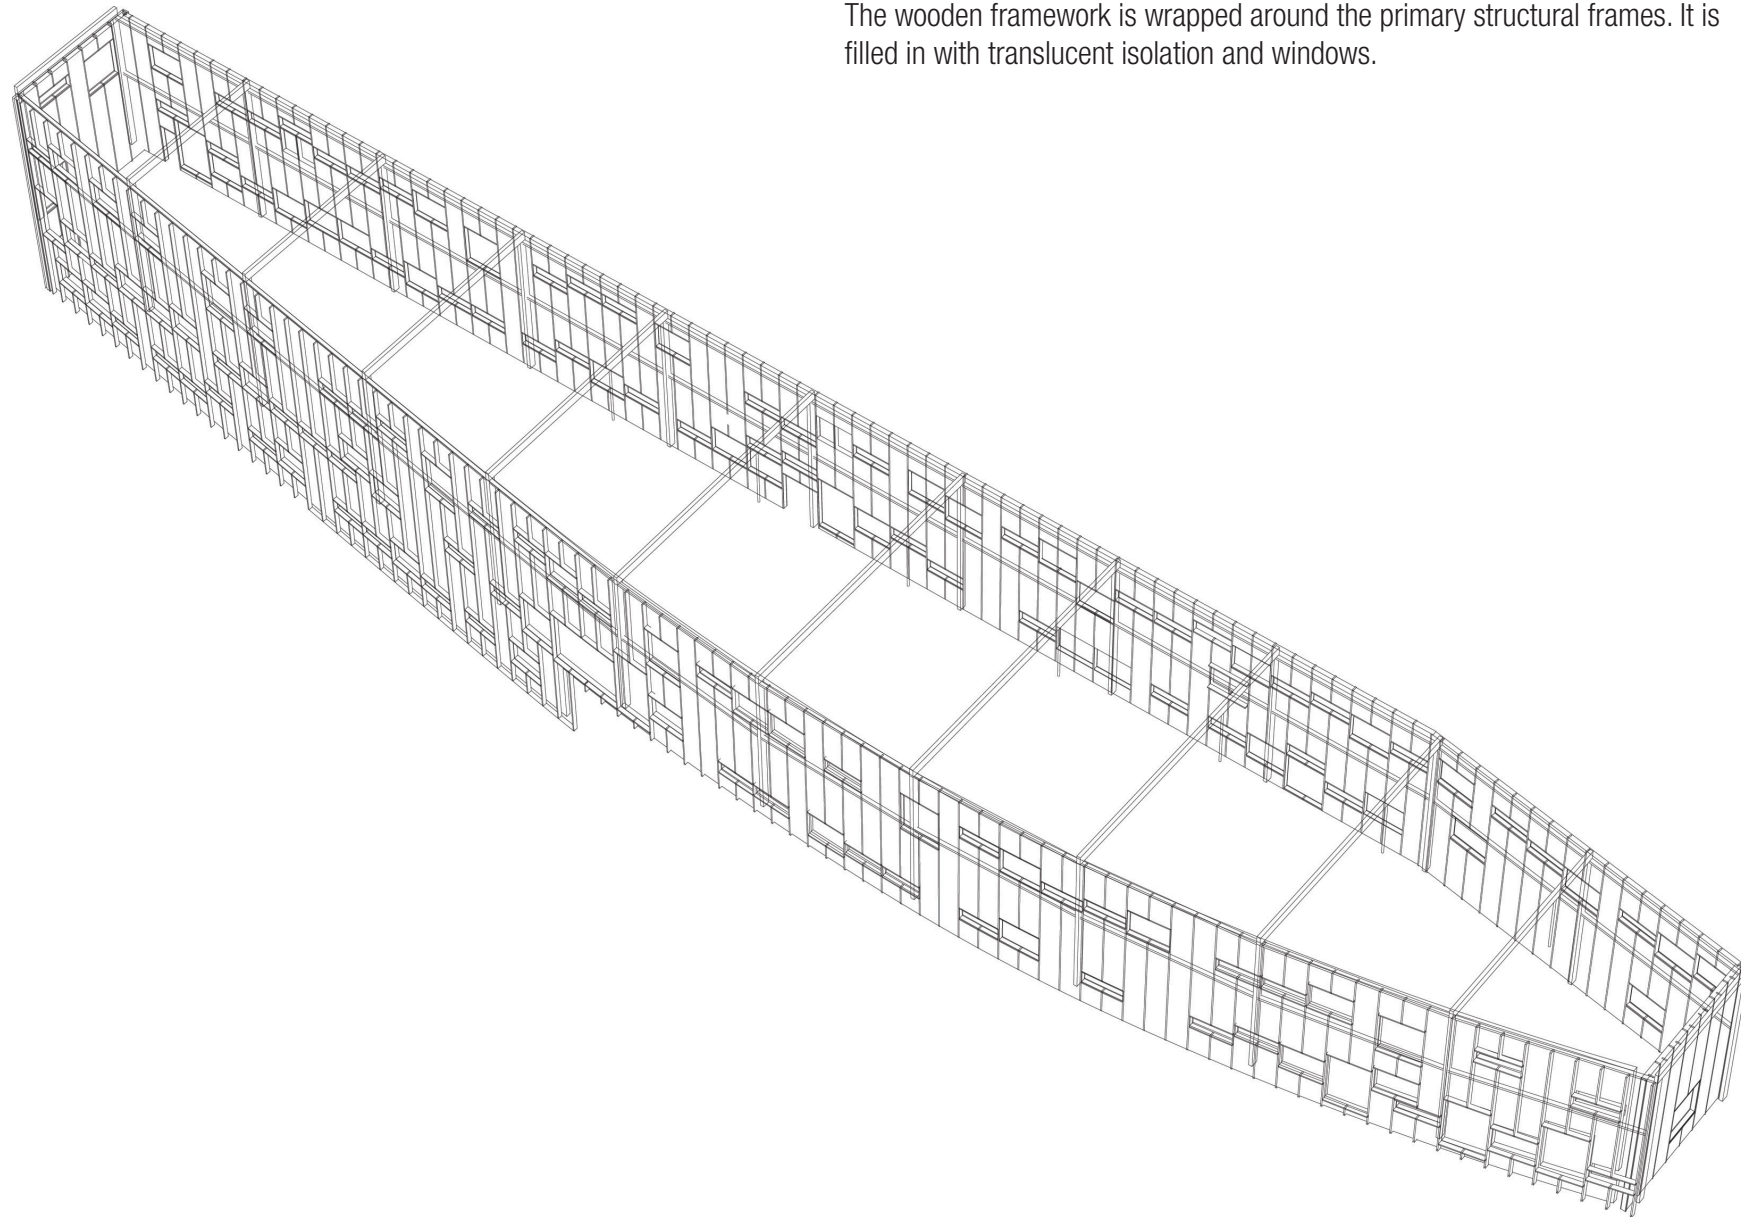 The wooden framework is wrapped around the primary structural frames. It is
filled in with translucent isolation and windows.